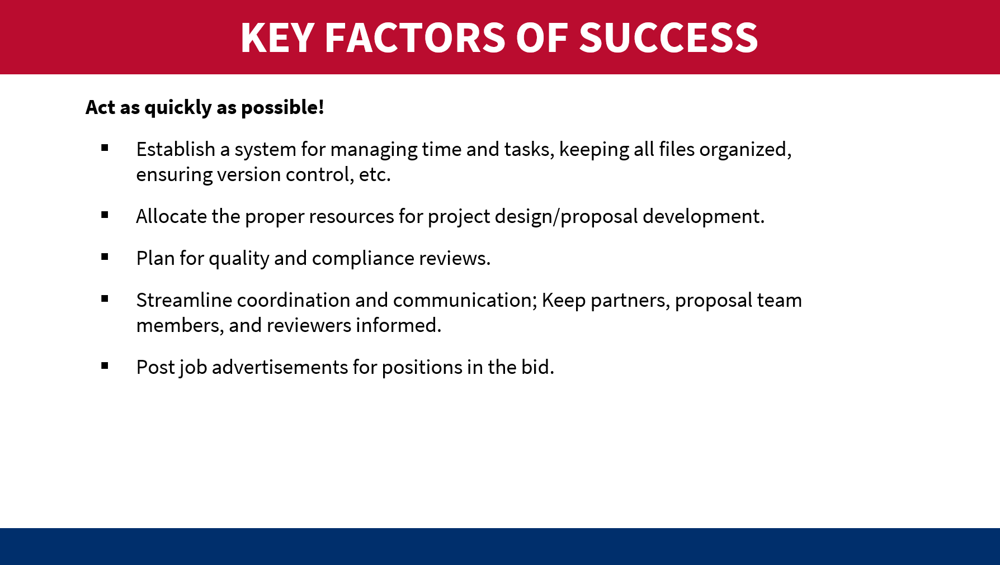 KEY FACTORS OF SUCCESS
Act as quickly as possible!
▪ Establish a system for managing time and tasks, keeping all files organized,
ensuring version control, etc.
▪ Allocate the proper resources for project design/proposal development.
▪ Plan for quality and compliance reviews.
▪ Streamline coordination and communication; Keep partners, proposal team
members, and reviewers informed.
▪ Post job advertisements for positions in the bid.